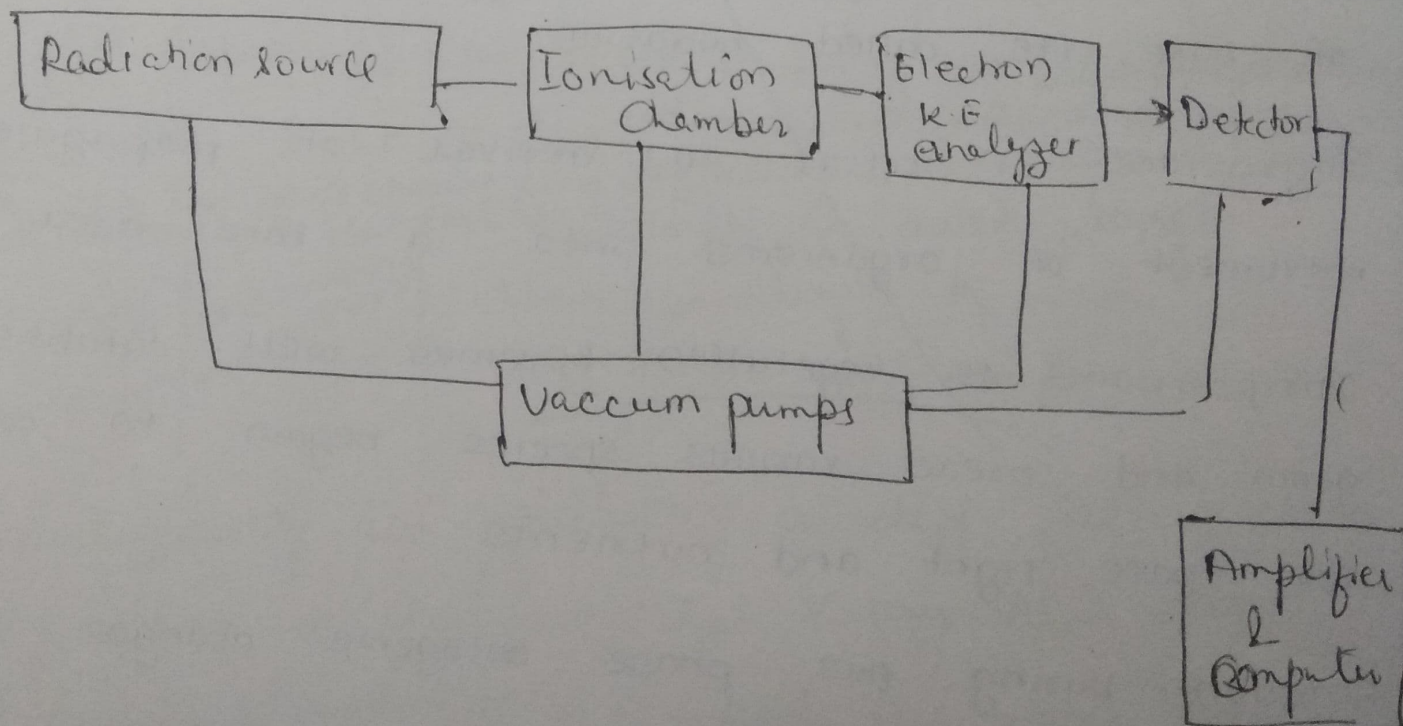 Radiation source
Ionisation
Chamber
Electron
K.E
analyzer
Detector
Vaccum pumps
Amplifier
&
Computer